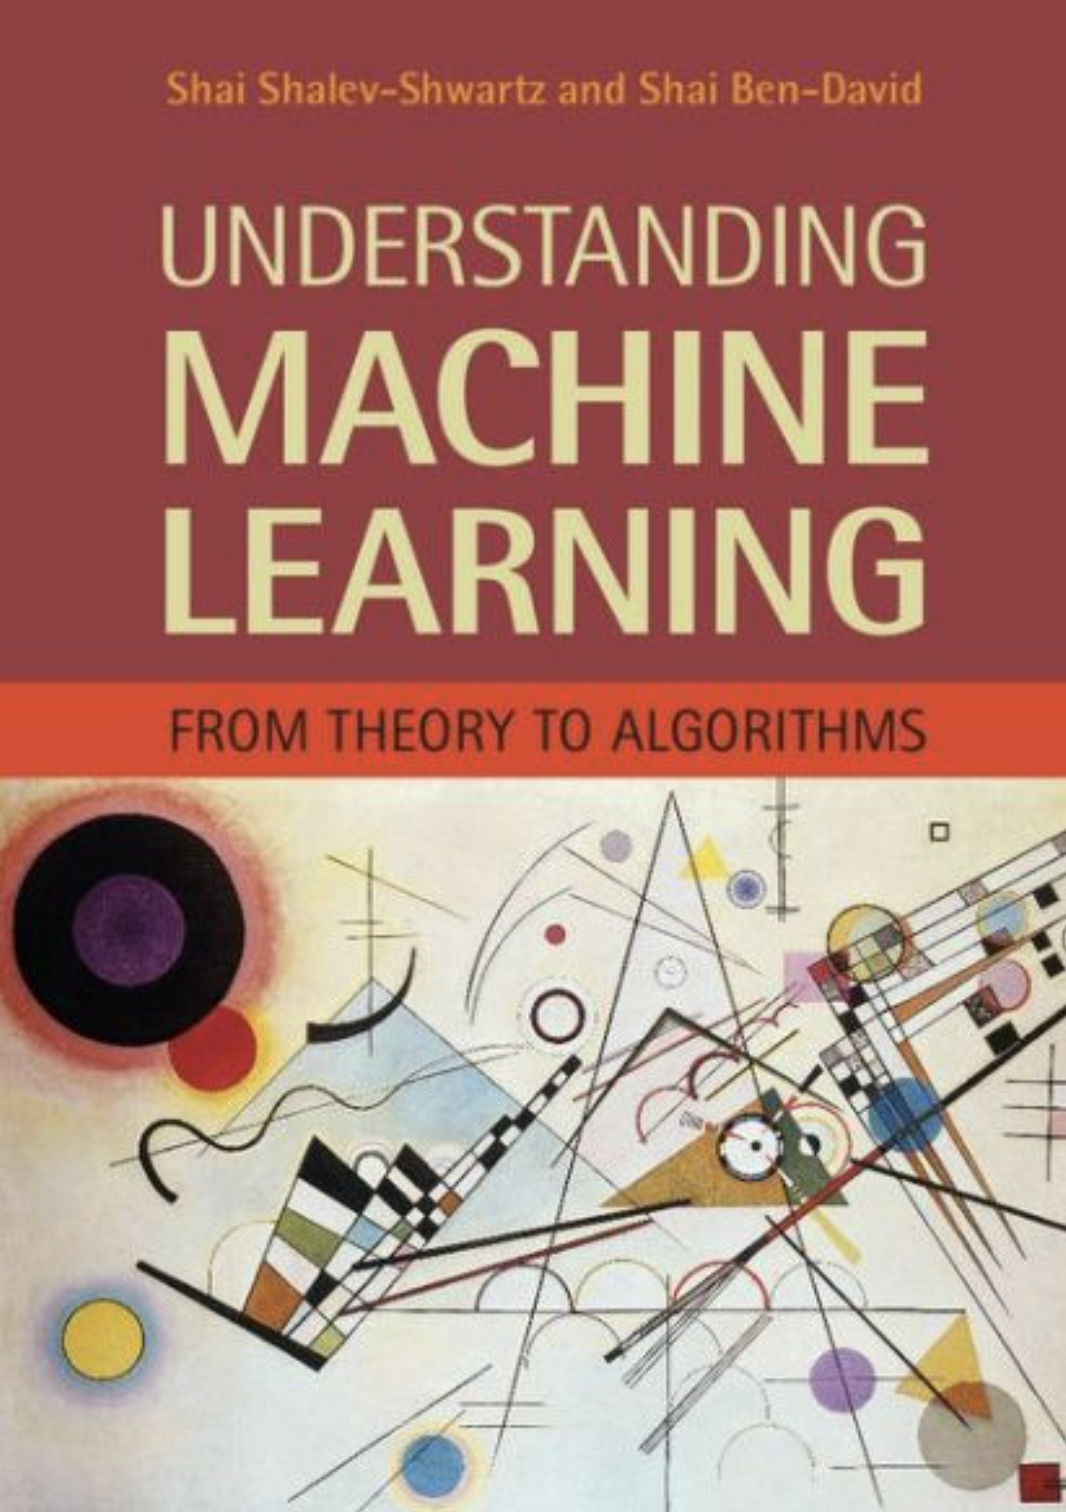 Shai Shalev-Shwartz and Shai Ben-David
UNDERSTANDING
MACHINE
LEARNING
FROM THEORY TO ALGORITHMS